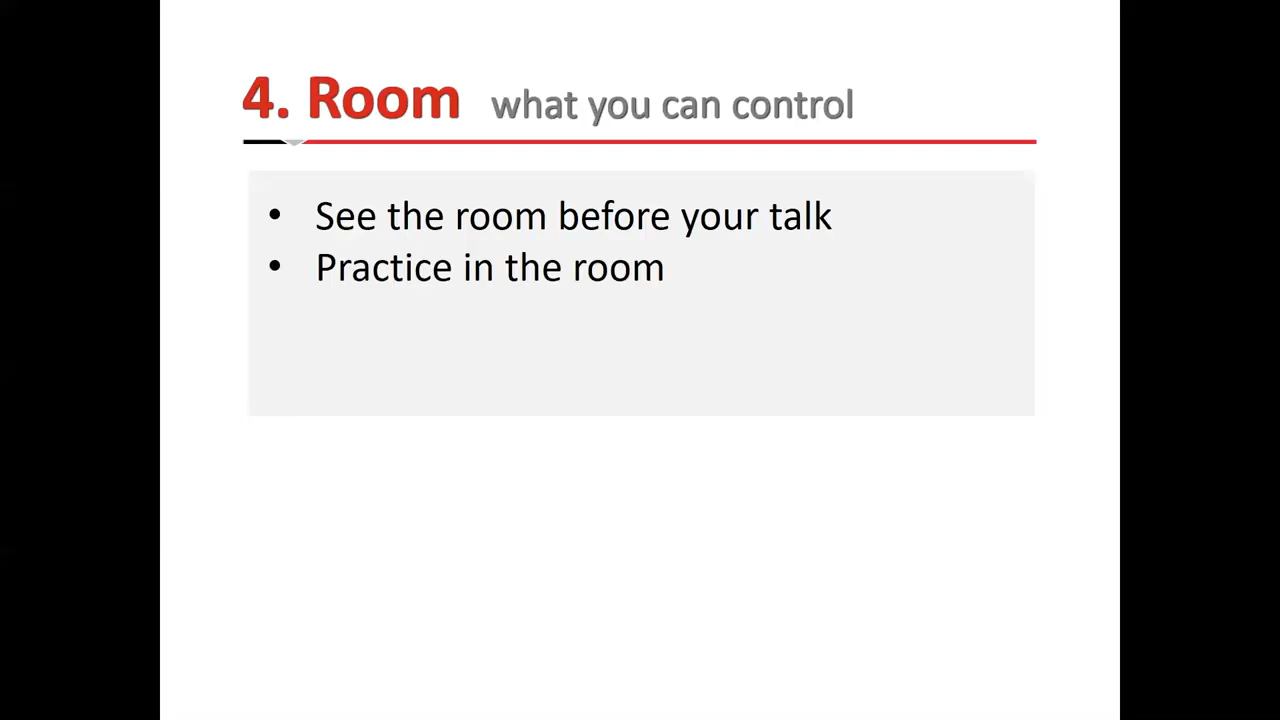 4. Room what you can control
• See the room before your talk
• Practice in the room